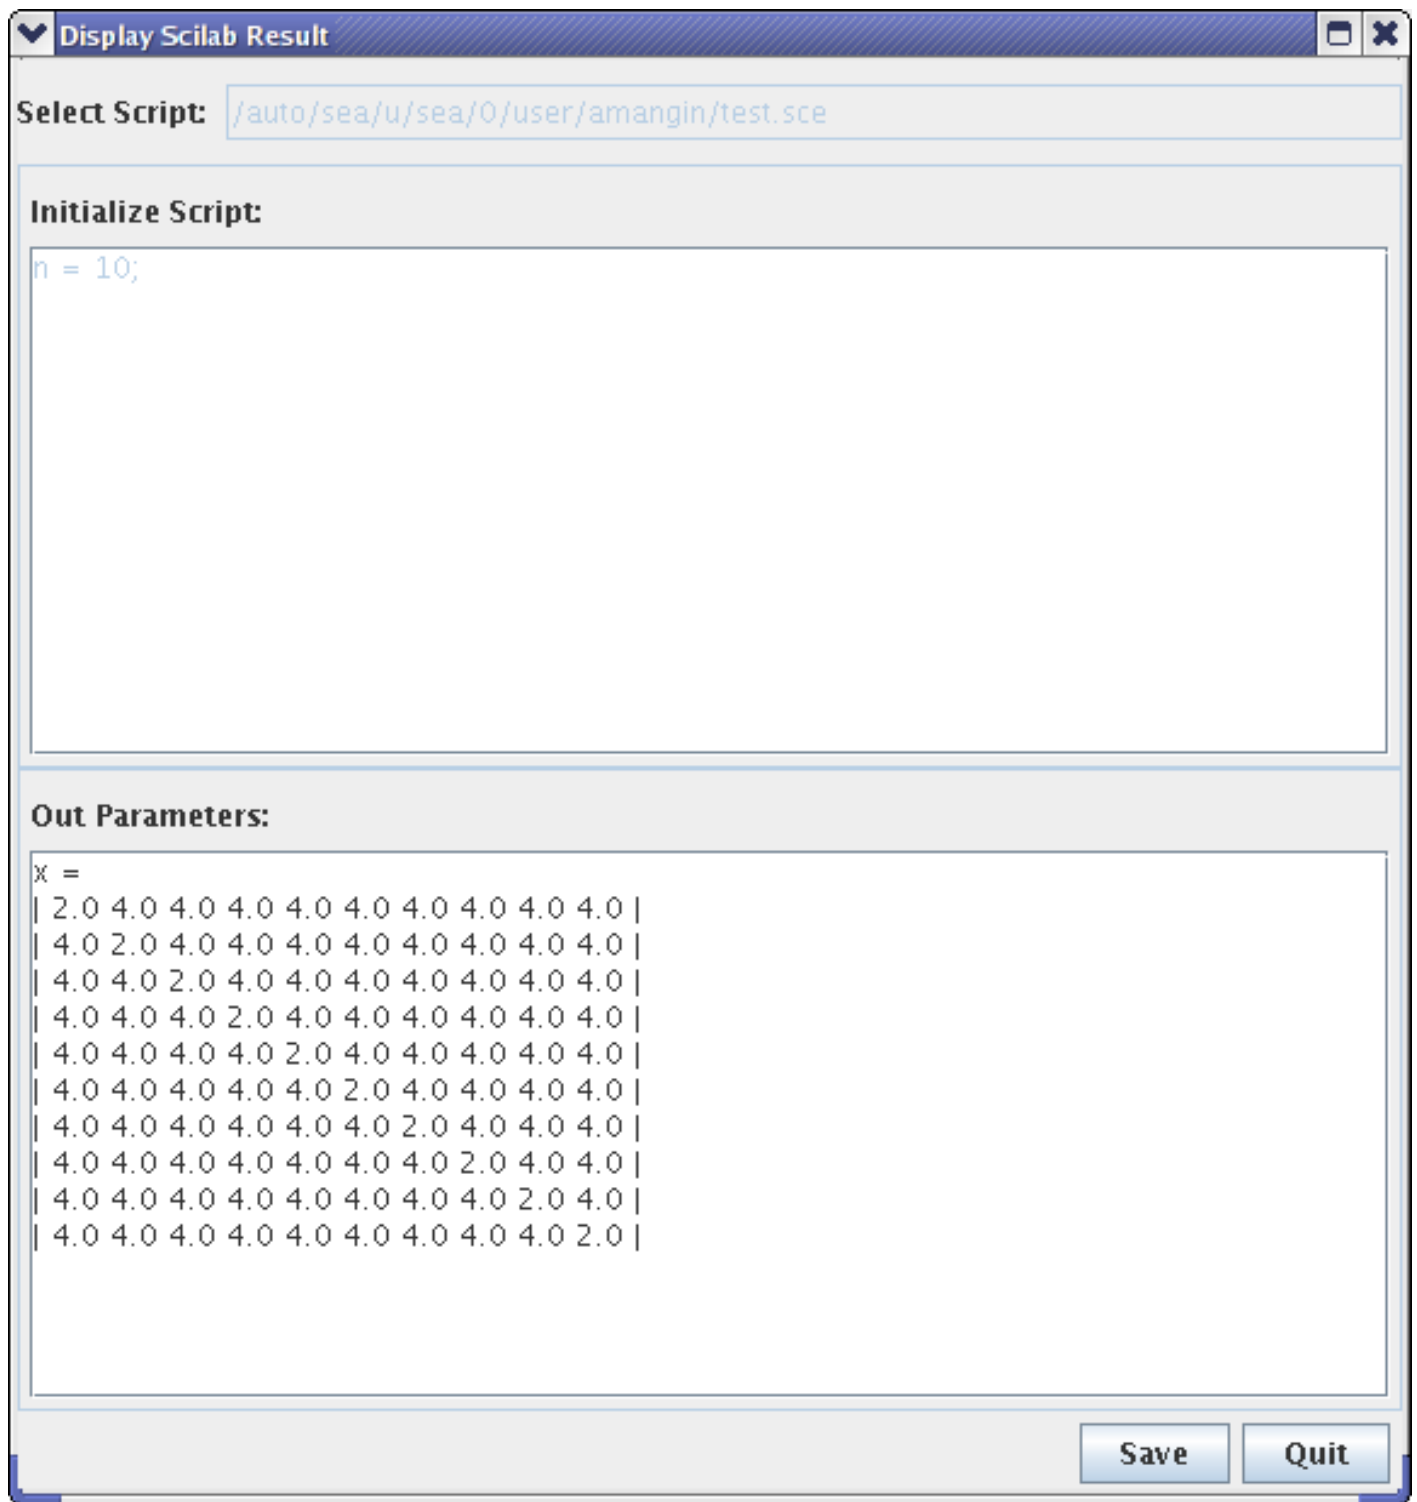 Display Scilab Result
Select Script: /auto/sea/u/sea/0/user/amangin/test.sce
Initialize Script:
n = 10;
Out Parameters:
x =
| 2.0 4.0 4.0 4.0 4.0 4.0 4.0 4.0 4.0 4.0 |
| 4.0 2.0 4.0 4.0 4.0 4.0 4.0 4.0 4.0 4.0 |
| 4.0 4.0 2.0 4.0 4.0 4.0 4.0 4.0 4.0 4.0 |
| 4.0 4.0 4.0 2.0 4.0 4.0 4.0 4.0 4.0 4.0 |
| 4.0 4.0 4.0 4.0 2.0 4.0 4.0 4.0 4.0 4.0 |
| 4.0 4.0 4.0 4.0 4.0 2.0 4.0 4.0 4.0 4.0 |
| 4.0 4.0 4.0 4.0 4.0 4.0 2.0 4.0 4.0 4.0 |
| 4.0 4.0 4.0 4.0 4.0 4.0 4.0 2.0 4.0 4.0 |
| 4.0 4.0 4.0 4.0 4.0 4.0 4.0 4.0 2.0 4.0 |
| 4.0 4.0 4.0 4.0 4.0 4.0 4.0 4.0 4.0 2.0 |
Save Quit